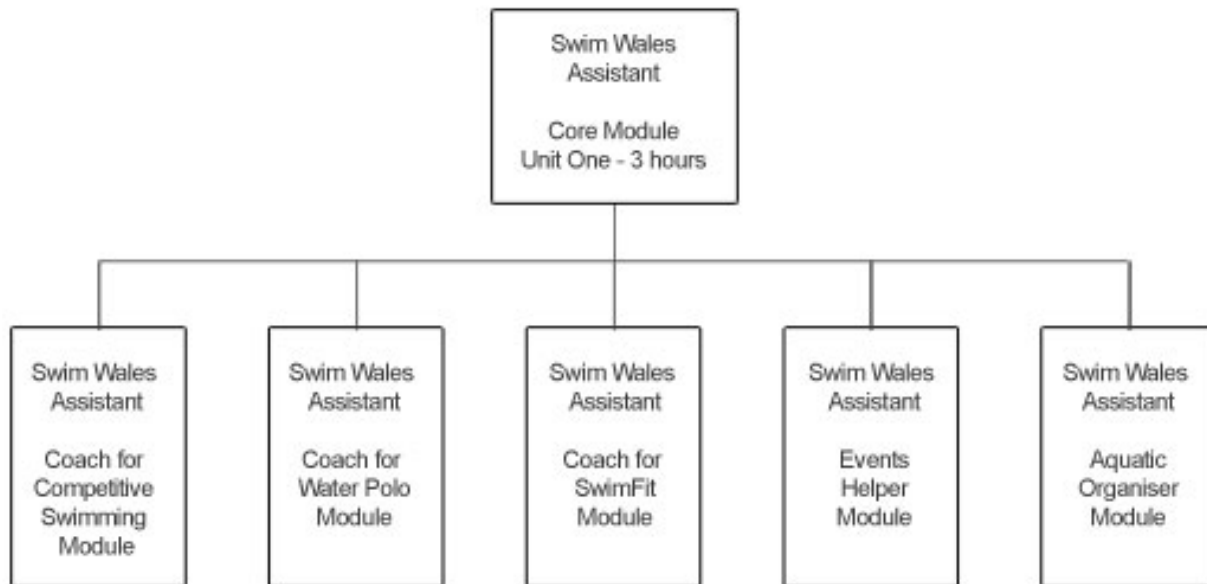 Swim Wales
Assistant
Core Module
Unit One - 3 hours
Swim Wales
Assistant
Coach for
Competitive
Swimming
Module
Swim Wales
Assistant
Coach for
Water Polo
Module
Swim Wales
Assistant
Coach for
SwimFit
Module
Swim Wales
Assistant
Events
Helper
Module
Swim Wales
Assistant
Aquatic
Organiser
Module